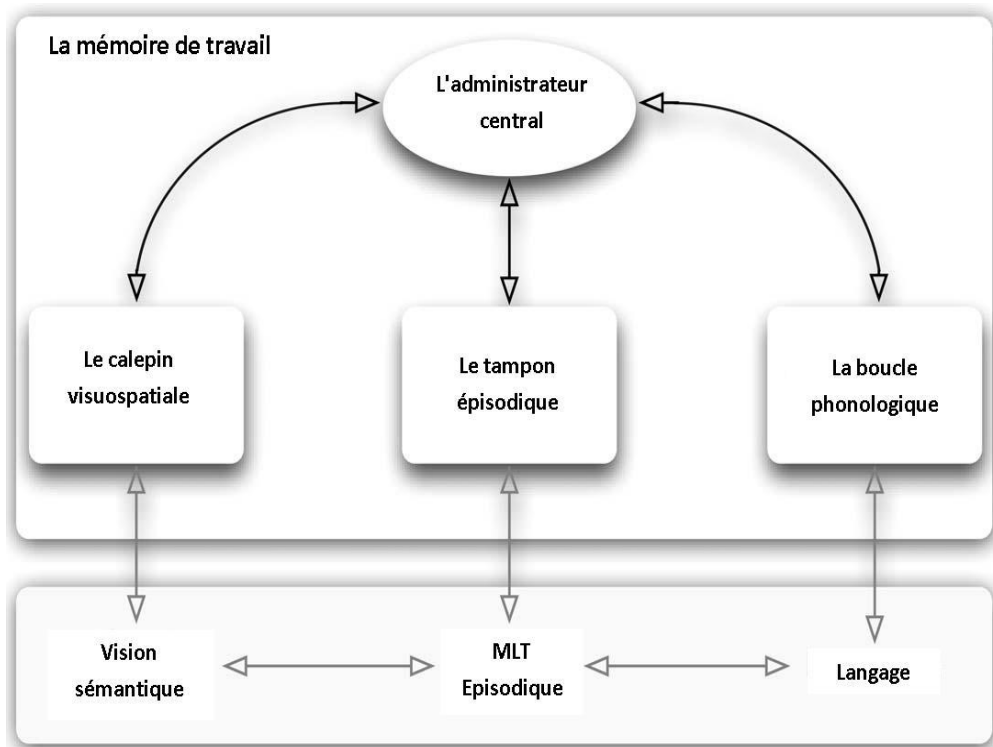 La mémoire de travail
L'administrateur
central
Le calepin
visuospatiale
Le tampon
épisodique
La boucle
phonologique
Vision
sémantique
MLT
Episodique
Langage